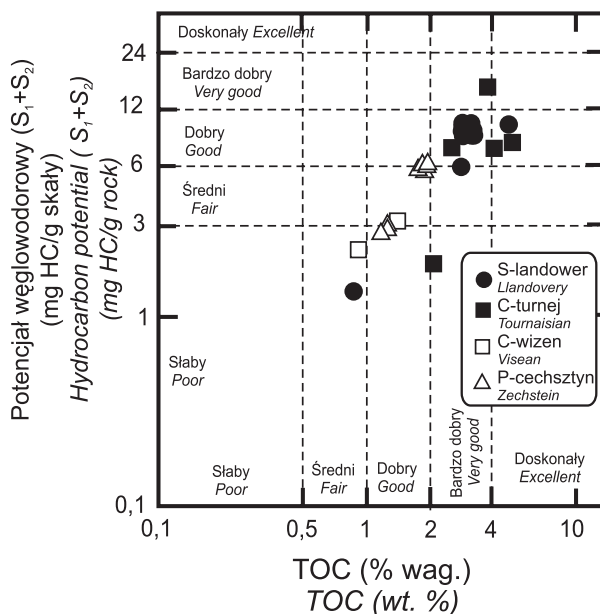 Potencjał węglowodorowy (S₁+S₂)
(mg HC/g skały)
Hydrocarbon potential ( S₁+S₂)
(mg HC/g rock)
24
12
6
3
1
0,1
Doskonały Excellent
Bardzo dobry
Very good
Dobry
Good
Średni
Fair
Słaby
Poor
S-landower
Llandovery
C-turnej
Tournaisian
C-wizen
Visean
P-cechsztyn
Zechstein
Słaby
Poor
Średni
Fair
Dobry
Good
Bardzo dobry
Very good
Doskonały
Excellent
0,1 0,5 1 2 4 10
TOC (% wag.)
TOC (wt. %)